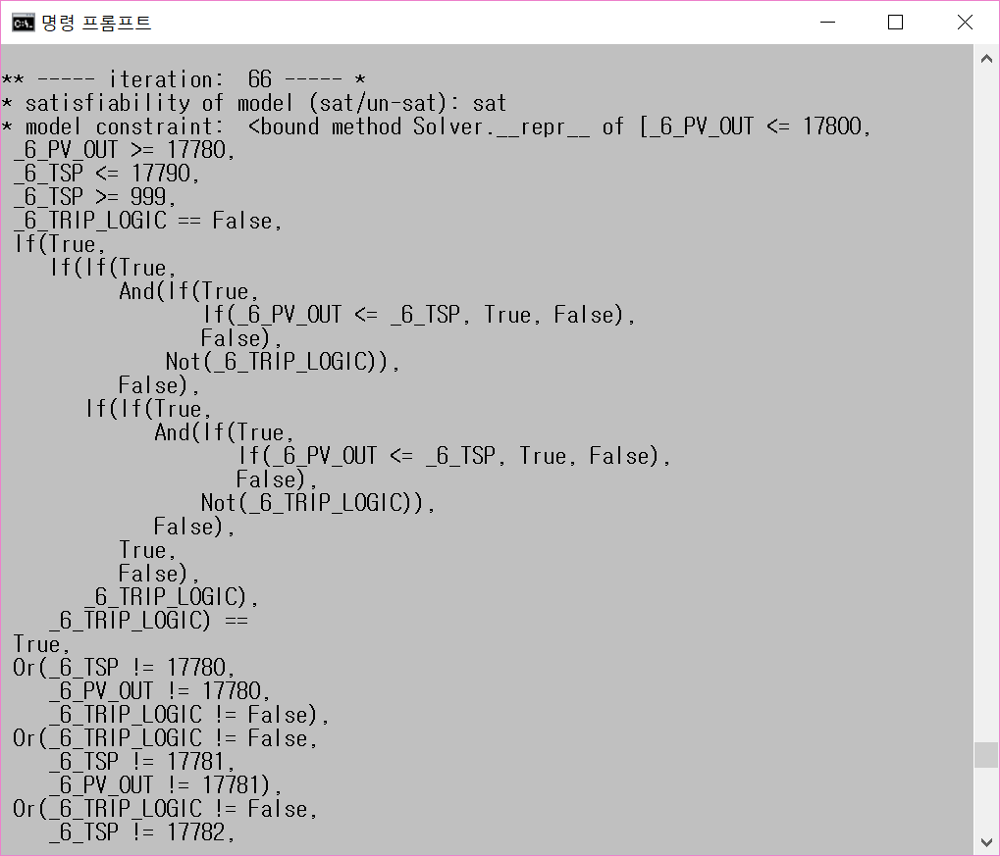 명령 프롬프트
** ----- iteration:  66 ----- *
* satisfiability of model (sat/un-sat): sat
* model constraint:  <bound method Solver.__repr__ of [_6_PV_OUT <= 17800,
 _6_PV_OUT >= 17780,
 _6_TSP <= 17790,
 _6_TSP >= 999,
 _6_TRIP_LOGIC == False,
 If(True,
    If(If(True,
          And(If(True,
                 If(_6_PV_OUT <= _6_TSP, True, False),
                 False),
              Not(_6_TRIP_LOGIC)),
          False),
       If(If(True,
             And(If(True,
                    If(_6_PV_OUT <= _6_TSP, True, False),
                    False),
                 Not(_6_TRIP_LOGIC)),
             False),
          True,
          False),
       _6_TRIP_LOGIC),
    _6_TRIP_LOGIC) ==
 True,
 Or(_6_TSP != 17780,
    _6_PV_OUT != 17780,
    _6_TRIP_LOGIC != False),
 Or(_6_TRIP_LOGIC != False,
    _6_TSP != 17781,
    _6_PV_OUT != 17781),
 Or(_6_TRIP_LOGIC != False,
    _6_TSP != 17782,